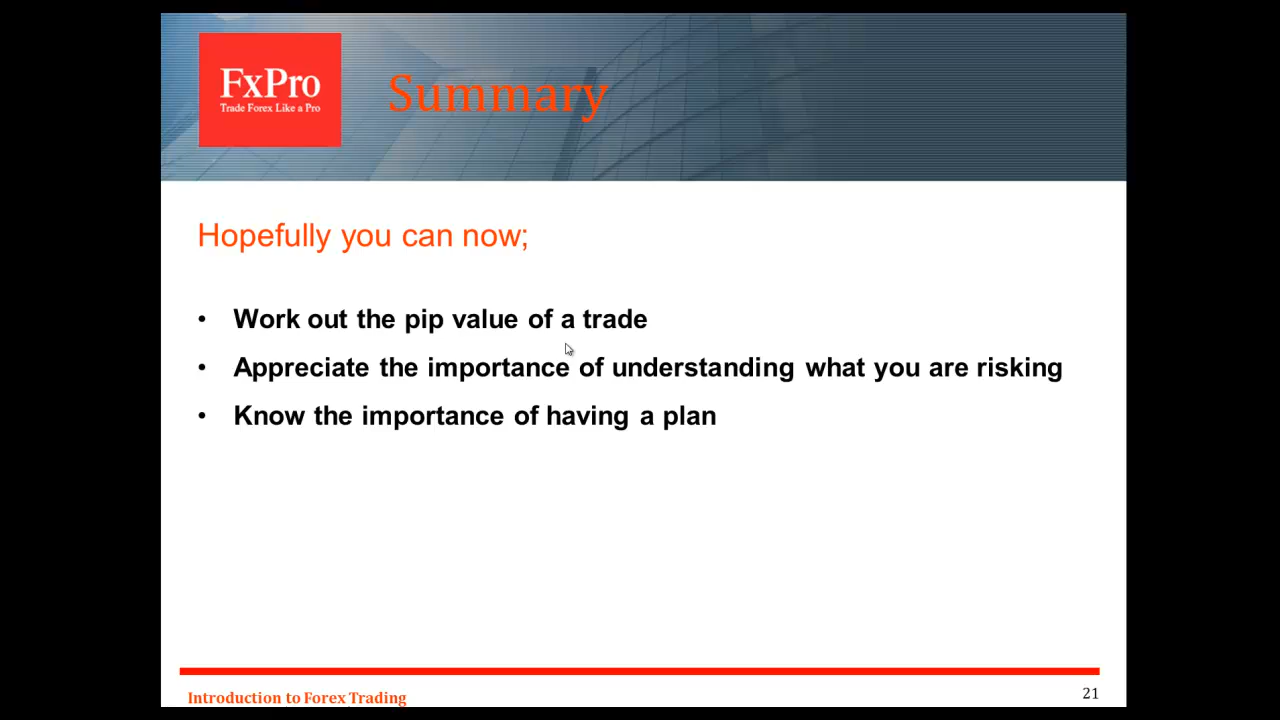 FxPro
Trade Forex Like a Pro
Summary
Hopefully you can now;
• Work out the pip value of a trade
• Appreciate the importance of understanding what you are risking
• Know the importance of having a plan
Introduction to Forex Trading
21